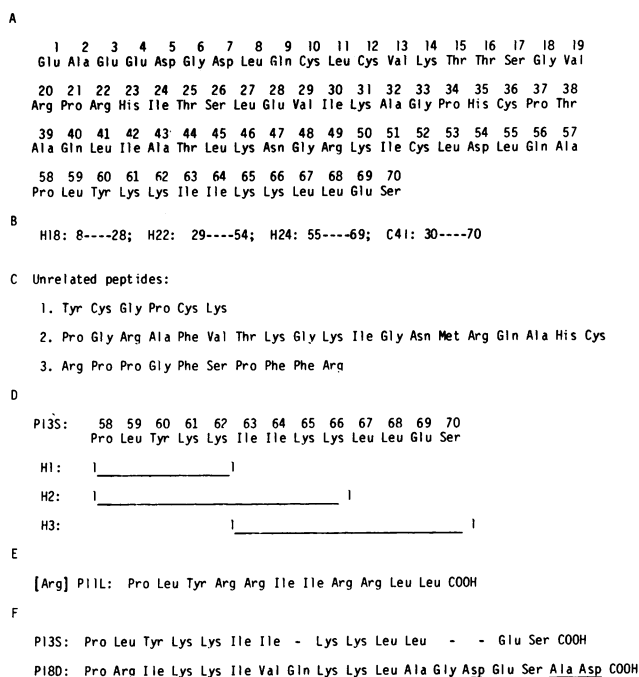 A
1 2 3 4 5 6 7 8 9 10 11 12 13 14 15 16 17 18 19
Glu Ala Glu Glu Asp Gly Asp Leu Gln Cys Leu Cys Val Lys Thr Thr Ser Gly Val
20 21 22 23 24 25 26 27 28 29 30 31 32 33 34 35 36 37 38
Arg Pro Arg His Ile Thr Ser Leu Glu Val Ile Lys Ala Gly Pro His Cys Pro Thr
39 40 41 42 43 44 45 46 47 48 49 50 51 52 53 54 55 56 57
Ala Gln Leu Ile Ala Thr Leu Lys Asn Gly Arg Lys Ile Cys Leu Asp Leu Gln Ala
58 59 60 61 62 63 64 65 66 67 68 69 70
Pro Leu Tyr Lys Lys Ile Ile Lys Lys Leu Leu Glu Ser
B
H18: 8----28; H22: 29----54; H24: 55----69; C41: 30----70
C Unrelated peptides:
1. Tyr Cys Gly Pro Cys Lys
2. Pro Gly Arg Ala Phe Val Thr Lys Gly Lys Ile Gly Asn Met Arg Gln Ala His Cys
3. Arg Pro Pro Gly Phe Ser Pro Phe Phe Arg
D
P13S: 58 59 60 61 62 63 64 65 66 67 68 69 70
Pro Leu Tyr Lys Lys Ile Ile Lys Lys Leu Leu Glu Ser
H1:
H2:
H3:
E
[Arg] P11L: Pro Leu Tyr Arg Arg Ile Ile Arg Arg Leu Leu COOH
F
P13S: Pro Leu Tyr Lys Lys Ile Ile - Lys Lys Leu Leu - - Glu Ser COOH
P18D: Pro Arg Ile Lys Lys Ile Val Gln Lys Lys Leu Ala Gly Asp Glu Ser Ala Asp COOH